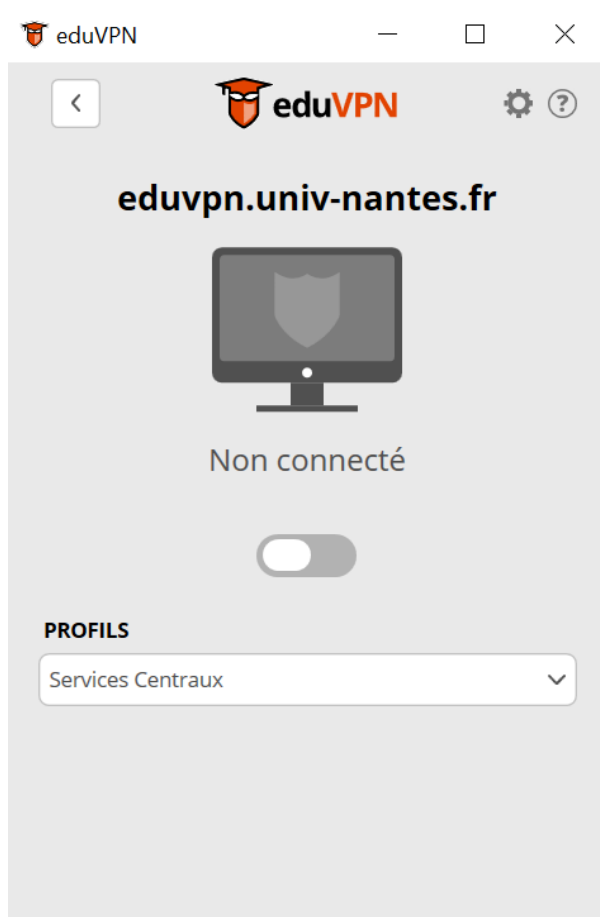 eduVPN
eduVPN
eduvpn.univ-nantes.fr
Non connecté
PROFILS
Services Centraux